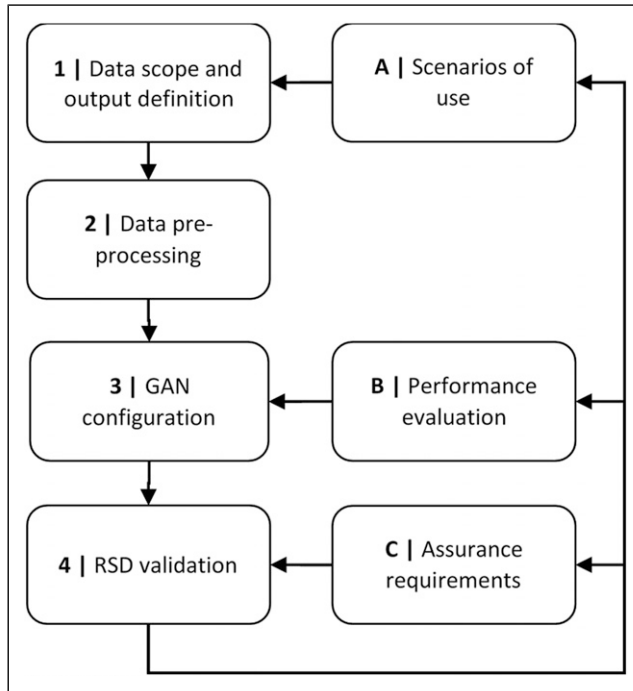 1 | Data scope and
output definition
A | Scenarios of
use
2 | Data pre-
processing
3 | GAN
configuration
B | Performance
evaluation
4 | RSD validation
C | Assurance
requirements